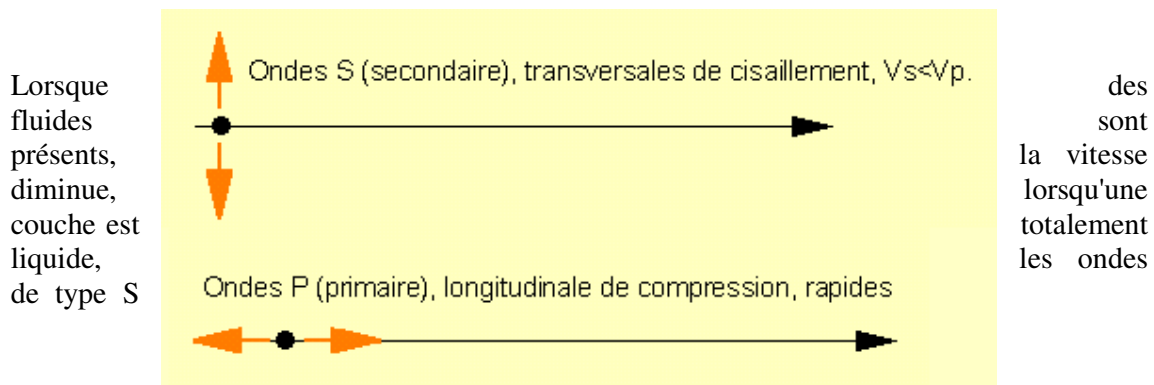 Ondes S (secondaire), transversales de cisaillement, Vs<Vp.
Lorsque des
fluides sont
présents, la vitesse
diminue, lorsqu'une
couche est totalement
liquide, les ondes
de type S
Ondes P (primaire), longitudinale de compression, rapides